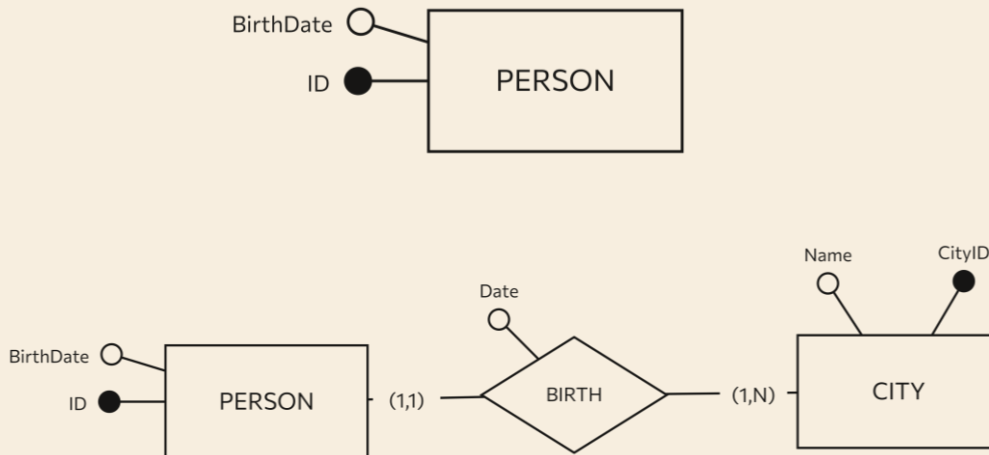 BirthDate
ID
PERSON
Name
CityID
Date
BirthDate
ID
PERSON
(1,1)
BIRTH
(1,N)
CITY